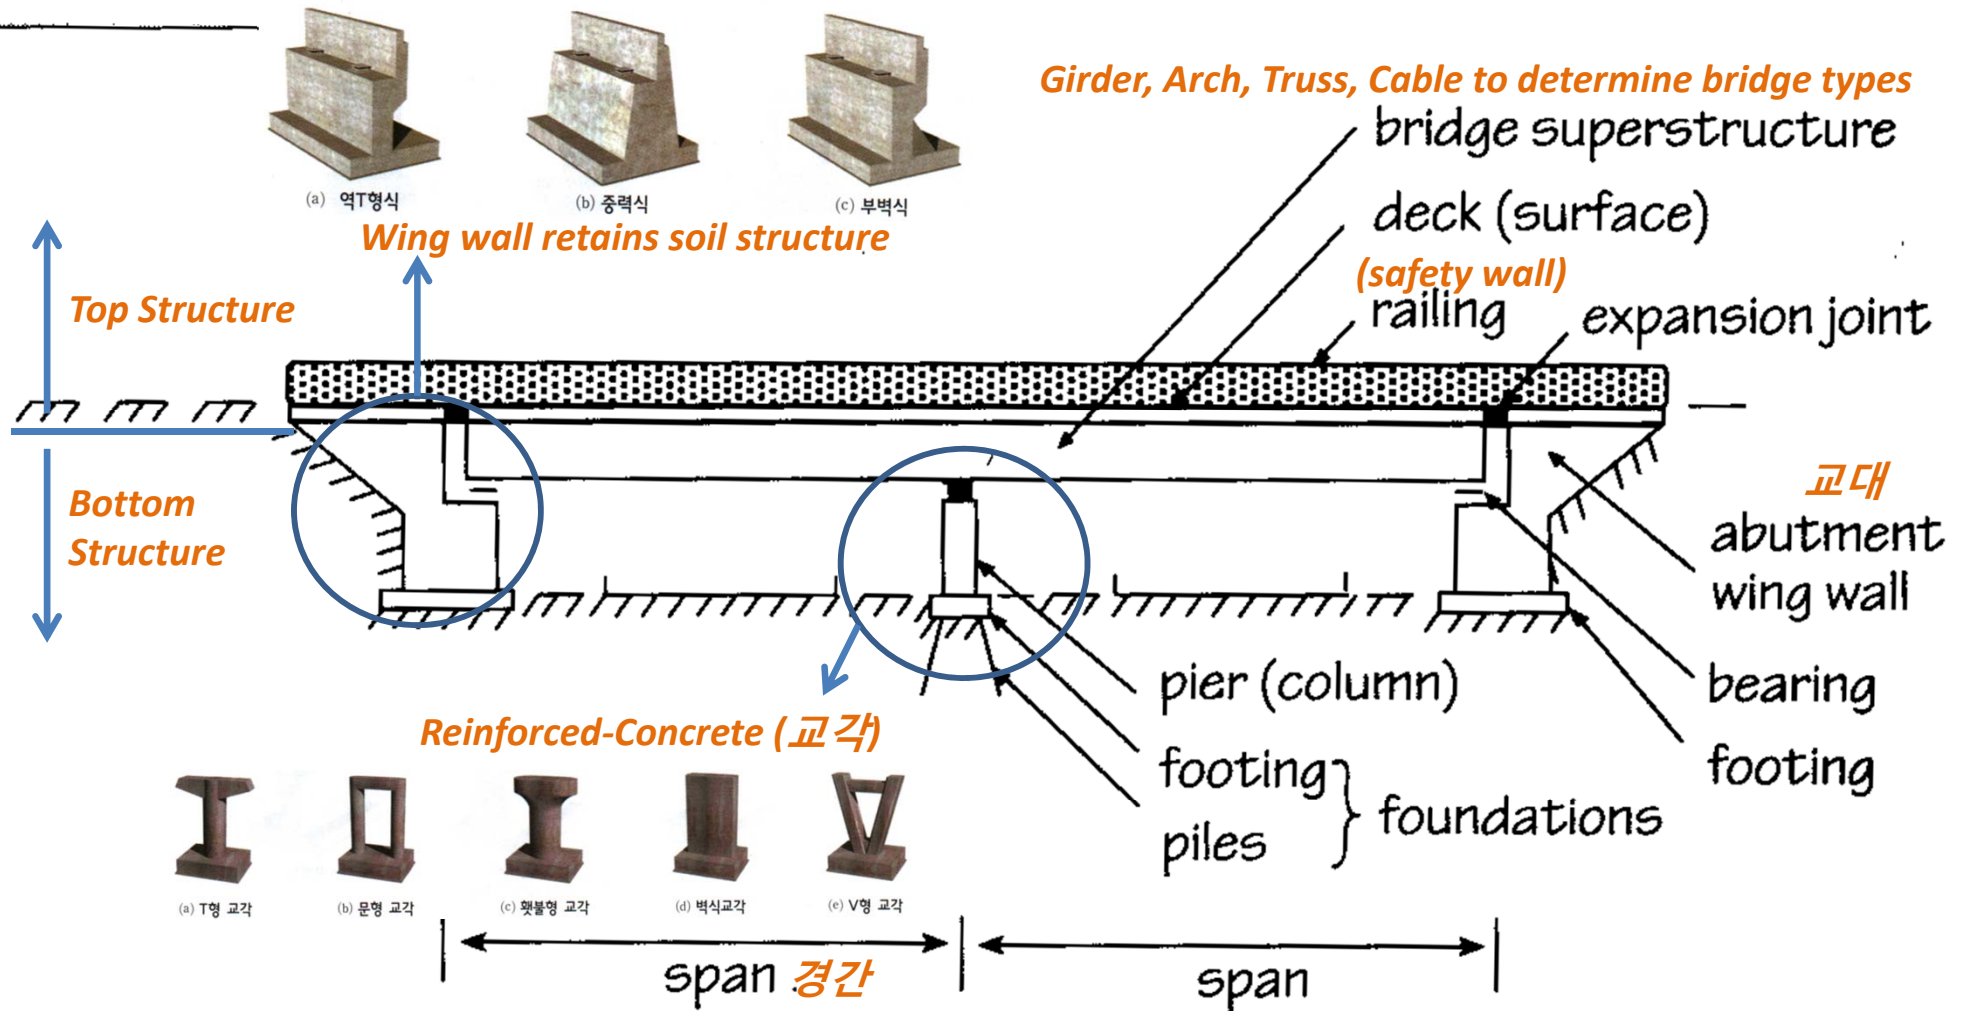 (a) 역T형식
(b) 중력식
(c) 부벽식
Girder, Arch, Truss, Cable to determine bridge types
bridge superstructure
deck (surface)
Wing wall retains soil structure
(safety wall)
railing
expansion joint
Top Structure
Bottom
Structure
교대
abutment
wing wall
pier (column)
bearing
Reinforced-Concrete (교각)
footing
footing
piles
foundations
(a) T형 교각
(b) 문형 교각
(c) 횃불형 교각
(d) 벽식교각
(e) V형 교각
span 경간
span